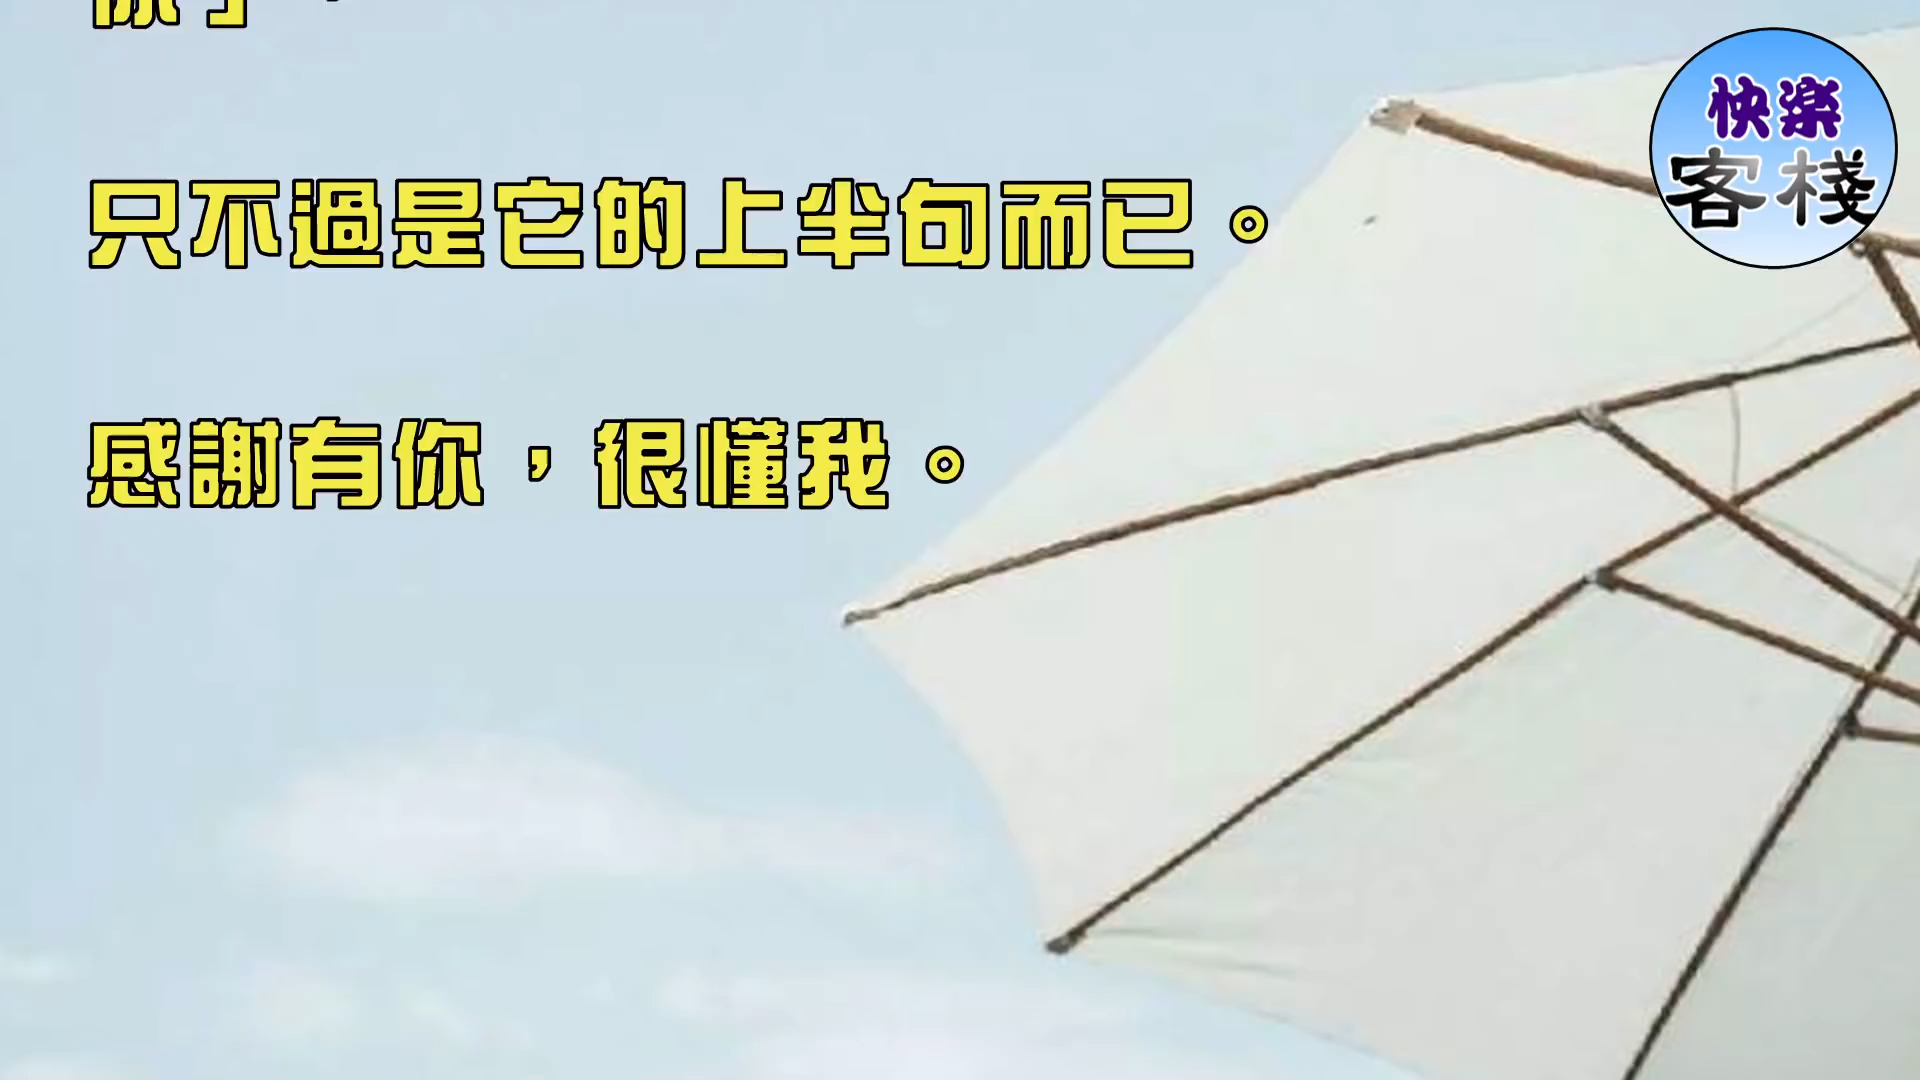 只不過是它的上半句而已。
感謝有你，很懂我。
快樂
客棧